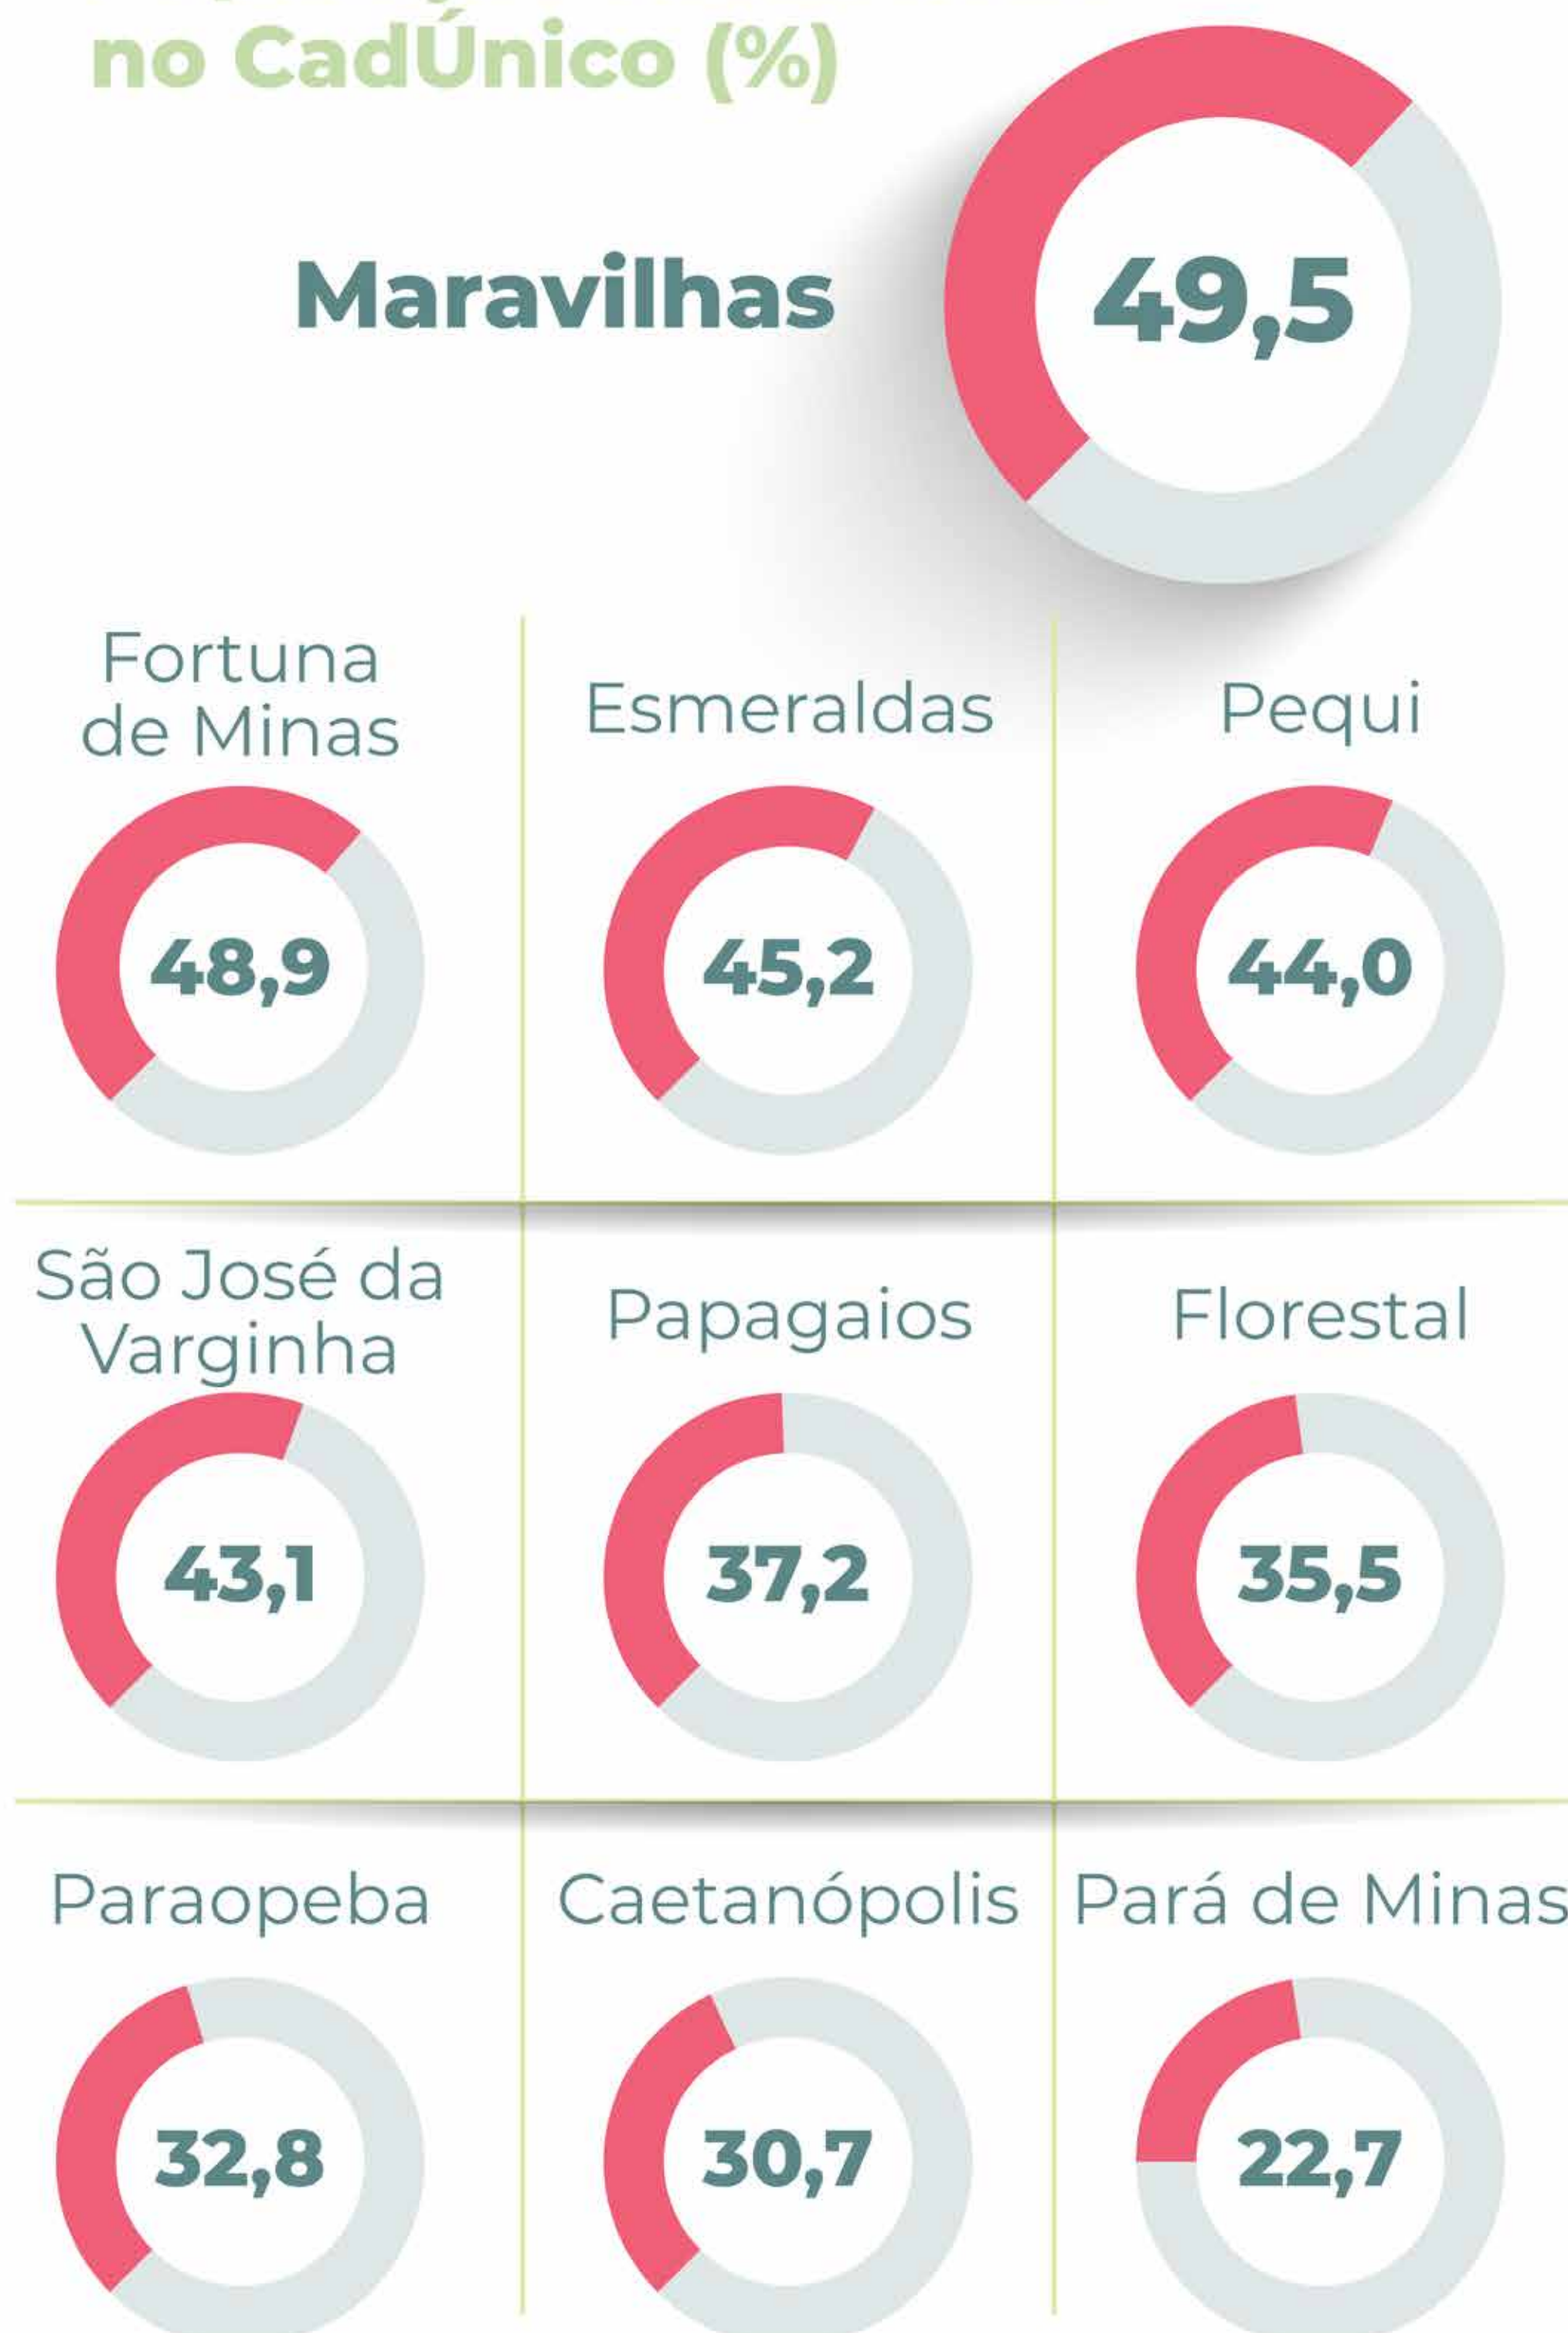 no CadÚnico (%)
Maravilhas
49,5
Fortuna
de Minas
48,9
Esmeraldas
45,2
Pequi
44,0
São José da
Varginha
43,1
Papagaios
37,2
Florestal
35,5
Paraopeba
32,8
Caetanópolis
30,7
Pará de Minas
22,7